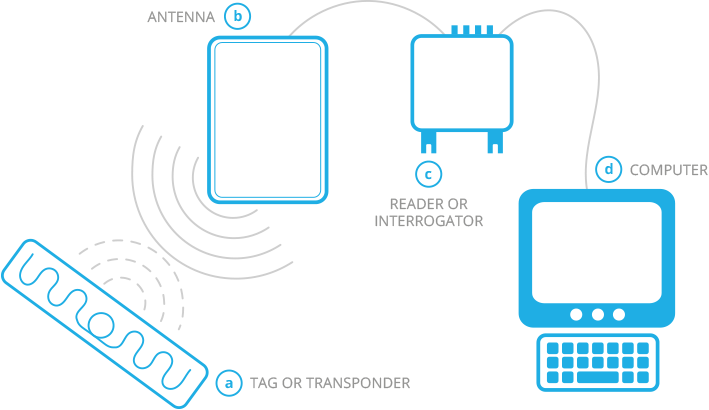 ANTENNA b
d COMPUTER
c
READER OR
INTERROGATOR
a TAG OR TRANSPONDER